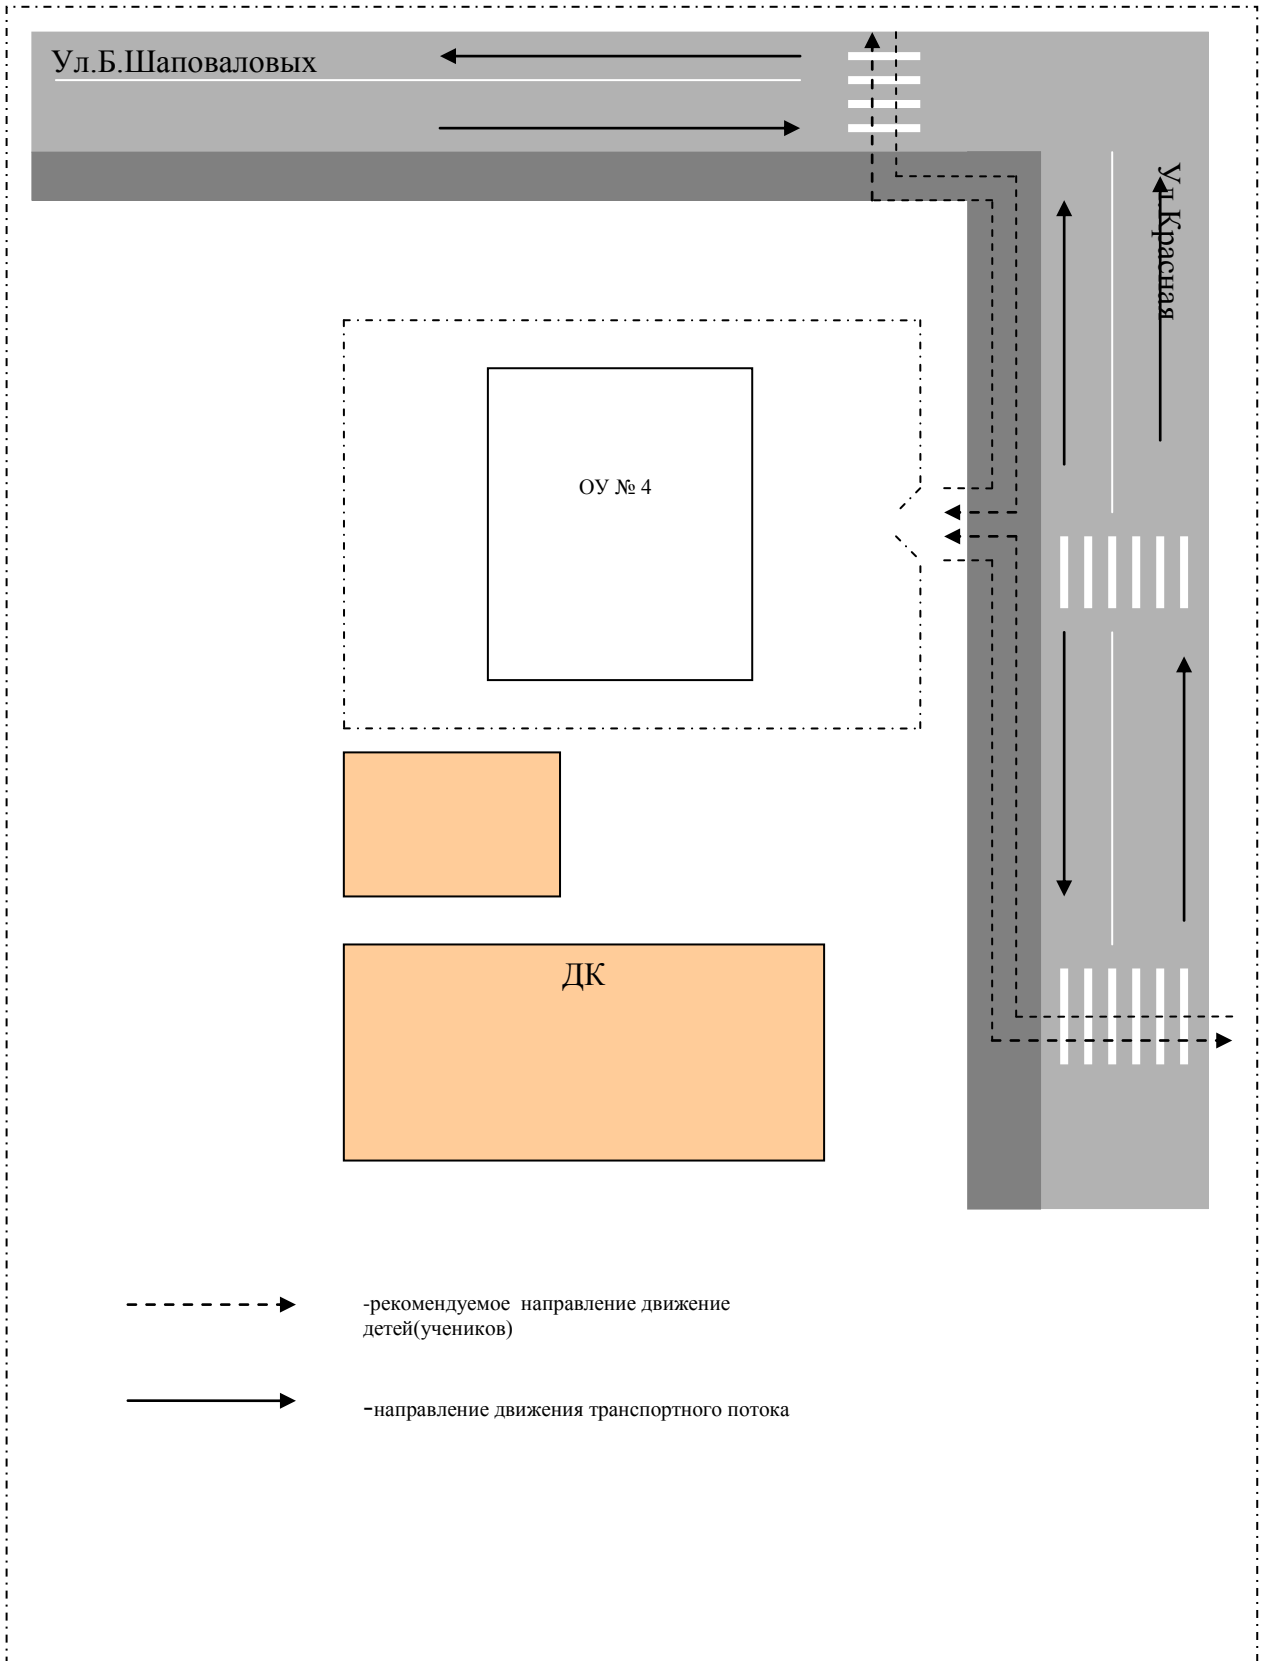 Ул.Б.Шаповаловых
Ул.Красная
ОУ № 4
ДК
-рекомендуемое направление движение
детей(учеников)
-направление движения транспортного потока